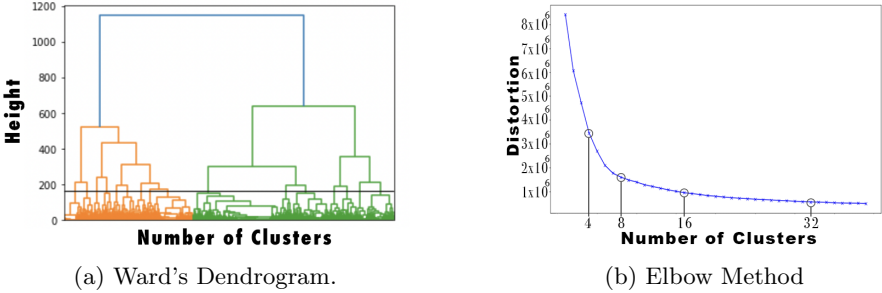 1200
1000
800
600
400
200
0
Height
Number of Clusters
(a) Ward's Dendrogram.
8x10^6
7x10^6
6x10^6
5x10^6
4x10^6
3x10^6
2x10^6
1x10^6
Distortion
4 8 16 32
Number of Clusters
(b) Elbow Method